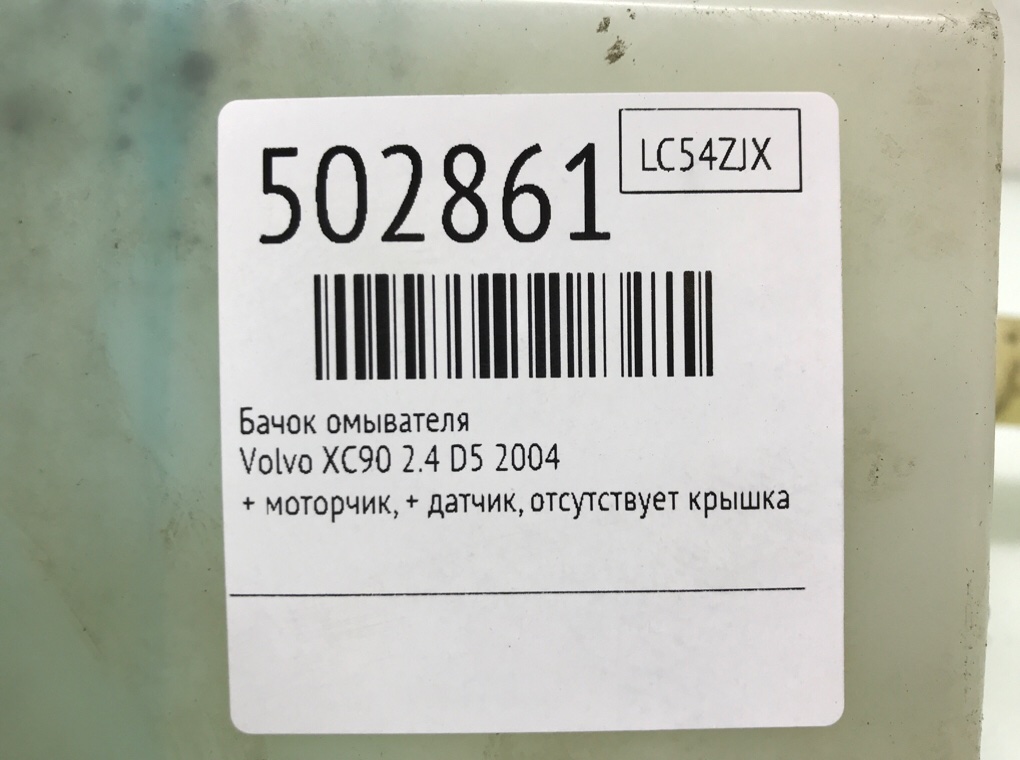 502861
LC54ZJX
Бачок омывателя
Volvo XC90 2.4 D5 2004
+ моторчик, + датчик, отсутствует крышка